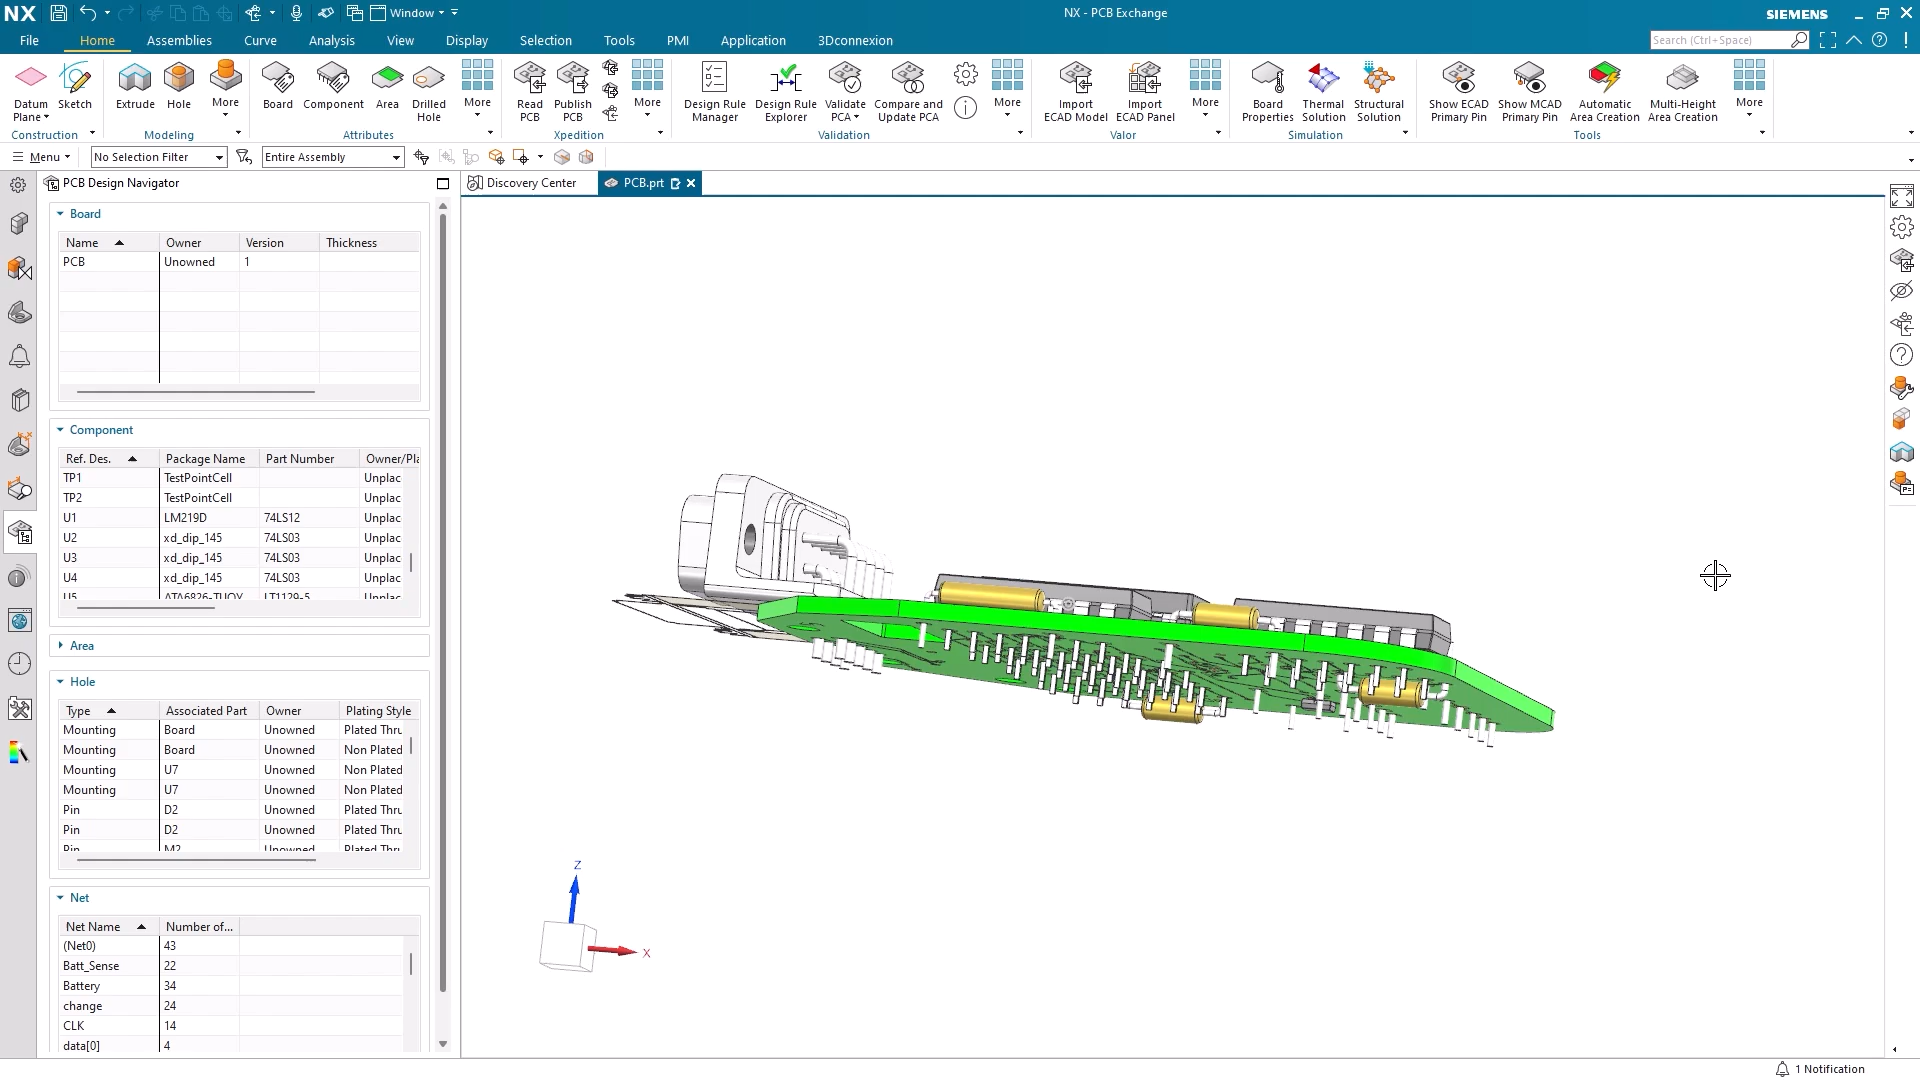 NX
Window
NX - PCB Exchange
SIEMENS
File Home Assemblies Curve Analysis View Display Selection Tools PMI Application 3Dconnexion
Search (Ctrl+Space)
Datum Plane
Sketch
Construction
Extrude
Hole
More
Modeling
Board
Component
Area
Drilled Hole
More
Attributes
Read PCB
Publish PCB
More
Xpedition
Design Rule Manager
Design Rule Explorer
Validate PCA
Compare and Update PCA
More
Validation
Import ECAD Model
Import ECAD Panel
More
Valor
Board Properties
Thermal Solution
Structural Solution
Simulation
Show ECAD Primary Pin
Show MCAD Primary Pin
Automatic Area Creation
Multi-Height Area Creation
More
Tools
Menu
No Selection Filter
Entire Assembly
PCB Design Navigator
Discovery Center
PCB.prt
Board
Name Owner Version Thickness
PCB Unowned 1
Component
Ref. Des. Package Name Part Number Owner/Pla
TP1 TestPointCell Unplac
TP2 TestPointCell Unplac
U1 LM219D 74LS12 Unplac
U2 xd_dip_145 74LS03 Unplac
U3 xd_dip_145 74LS03 Unplac
U4 xd_dip_145 74LS03 Unplac
Area
Hole
Type Associated Part Owner Plating Style
Mounting Board Unowned Plated Thru
Mounting Board Unowned Non Plated
Mounting U7 Unowned Non Plated
Mounting U7 Unowned Non Plated
Pin D2 Unowned Plated Thru
Pin D2 Unowned Plated Thru
Pin M2 Unowned Plated Thru
Net
Net Name Number of...
(Net0) 43
Batt_Sense 22
Battery 34
change 24
CLK 14
data[0] 4
Z
X
1 Notification